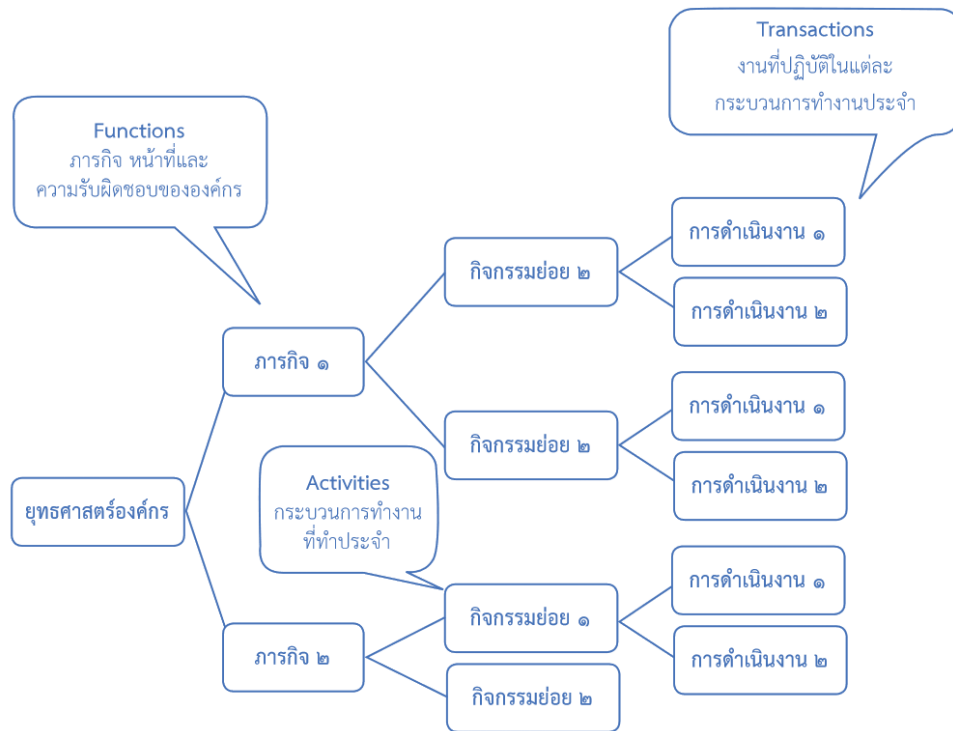 Transactions
งานที่ปฏิบัติในแต่ละ
กระบวนการทำงานประจำ
Functions
ภารกิจ หน้าที่และ
ความรับผิดชอบขององค์กร
การดำเนินงาน ๑
กิจกรรมย่อย ๒
การดำเนินงาน ๒
ภารกิจ ๑
การดำเนินงาน ๑
กิจกรรมย่อย ๒
การดำเนินงาน ๒
ยุทธศาสตร์องค์กร
Activities
กระบวนการทำงาน
ที่ทำประจำ
การดำเนินงาน ๑
กิจกรรมย่อย ๑
การดำเนินงาน ๒
ภารกิจ ๒
กิจกรรมย่อย ๒